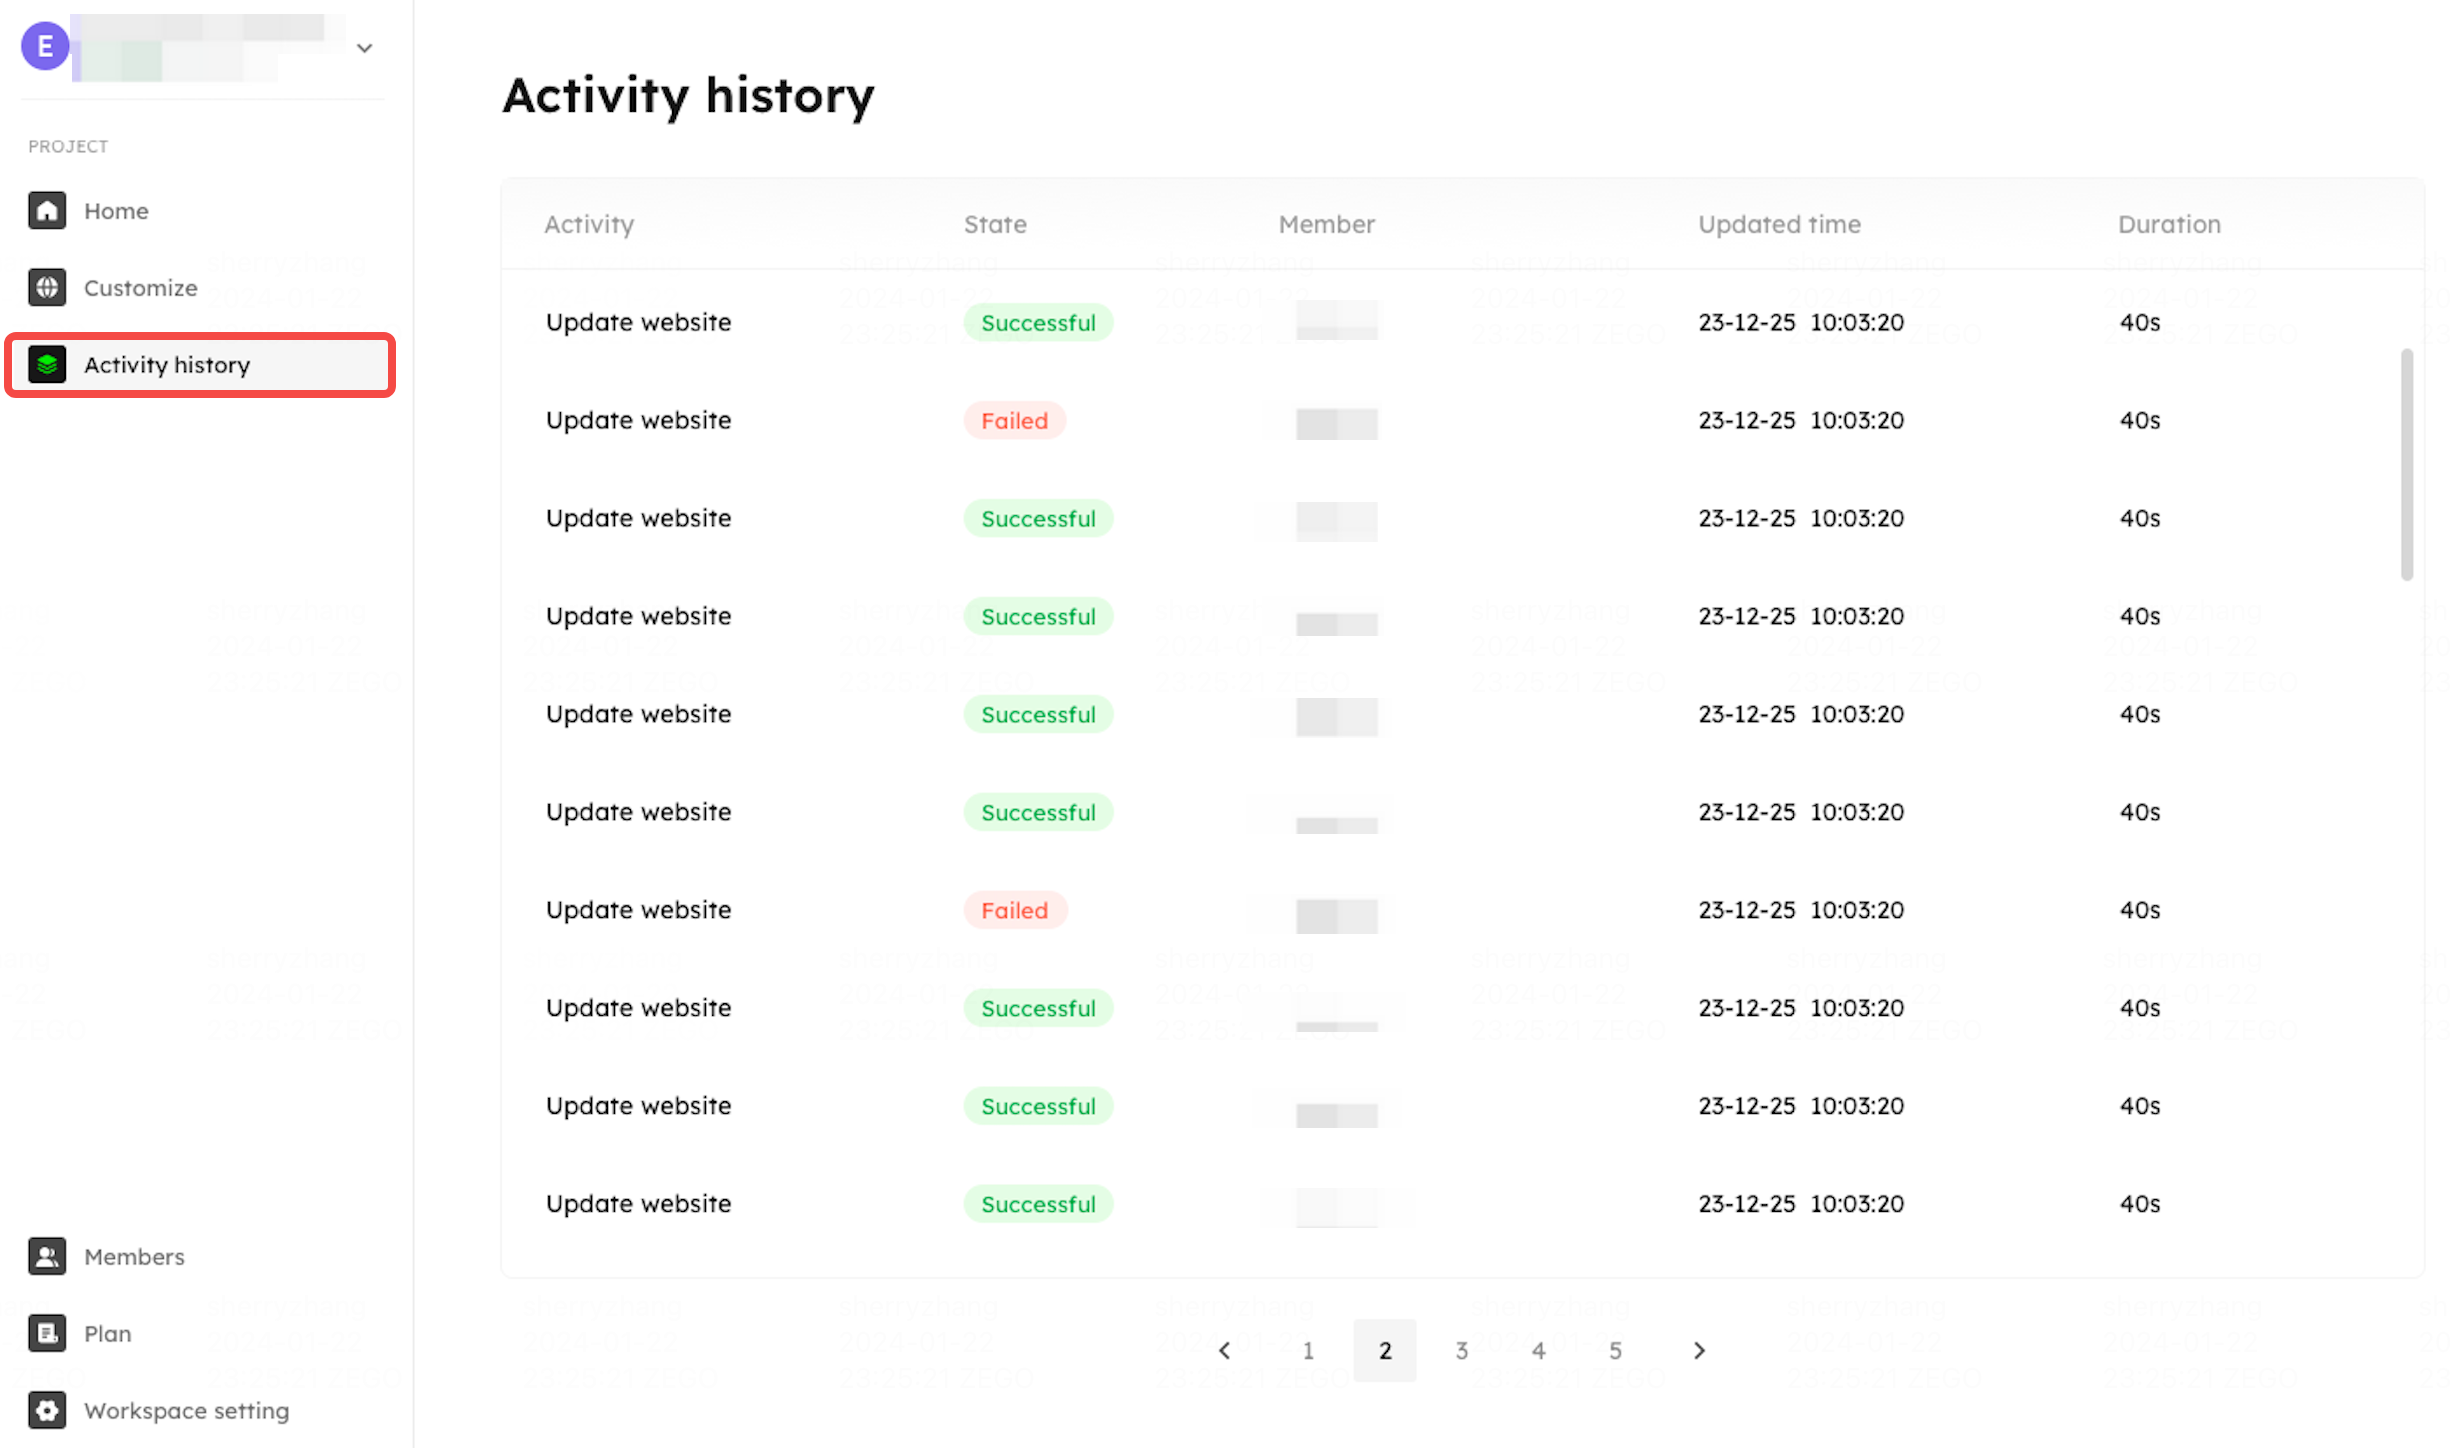 E
PROJECT
Home
Customize
Activity history
Members
Plan
Workspace setting
Activity history
Activity State Member Updated time Duration
Update website Successful 23-12-25 10:03:20 40s
Update website Failed 23-12-25 10:03:20 40s
Update website Successful 23-12-25 10:03:20 40s
Update website Successful 23-12-25 10:03:20 40s
Update website Successful 23-12-25 10:03:20 40s
Update website Successful 23-12-25 10:03:20 40s
Update website Failed 23-12-25 10:03:20 40s
Update website Successful 23-12-25 10:03:20 40s
Update website Successful 23-12-25 10:03:20 40s
Update website Successful 23-12-25 10:03:20 40s
1 2 3 4 5